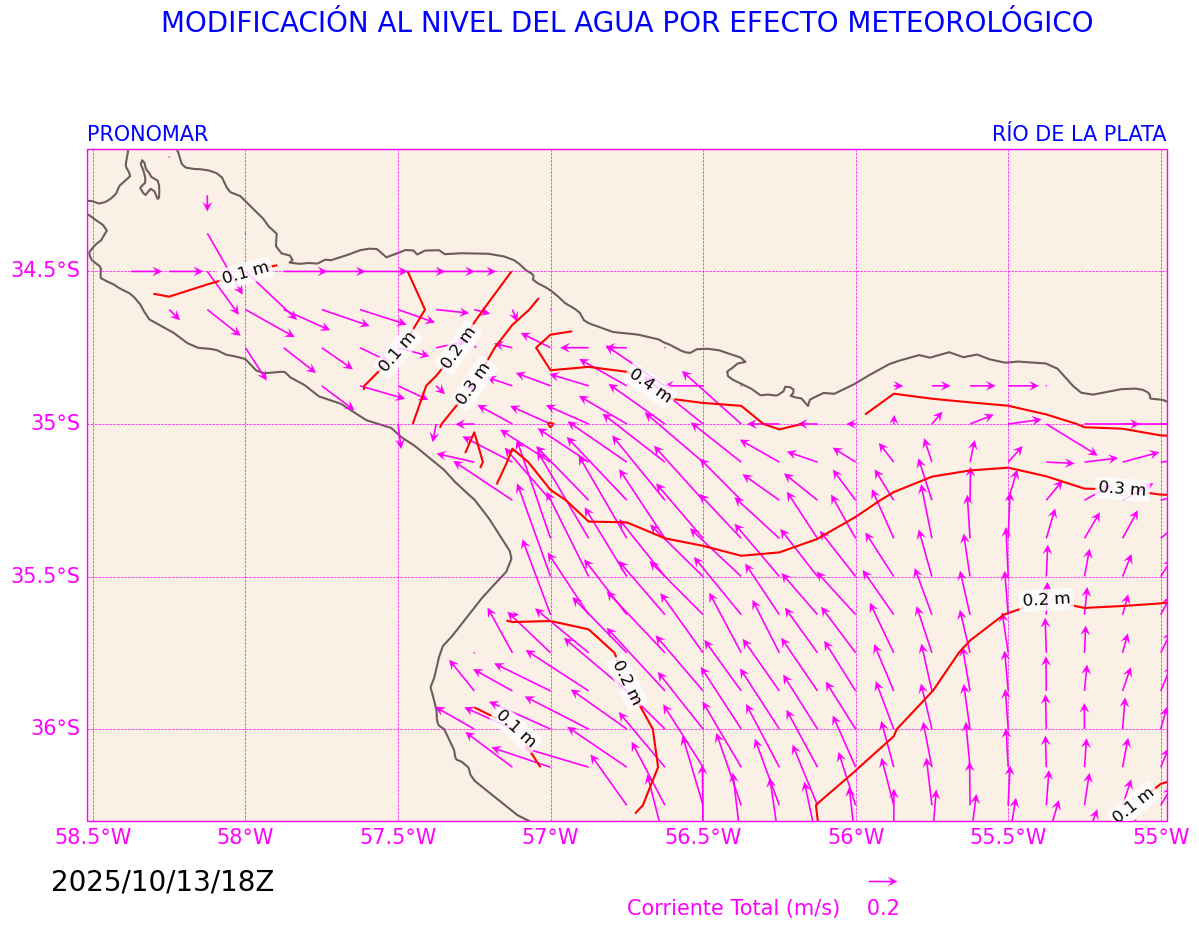 MODIFICACIÓN AL NIVEL DEL AGUA POR EFECTO METEOROLÓGICO
PRONOMAR RÍO DE LA PLATA
34.5°S
35°S
35.5°S
36°S
0.1 m
0.1 m
0.2 m
0.3 m
0.4 m
0.3 m
0.2 m
0.2 m
0.1 m
0.1 m
58.5°W 58°W 57.5°W 57°W 56.5°W 56°W 55.5°W 55°W
2025/10/13/18Z
Corriente Total (m/s) 0.2